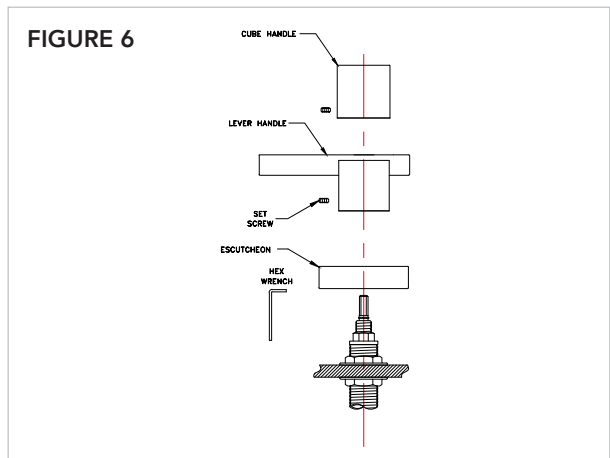 FIGURE 6
CUBE HANDLE
LEVER HANDLE
SET
SCREW
ESCUTCHEON
HEX
WRENCH